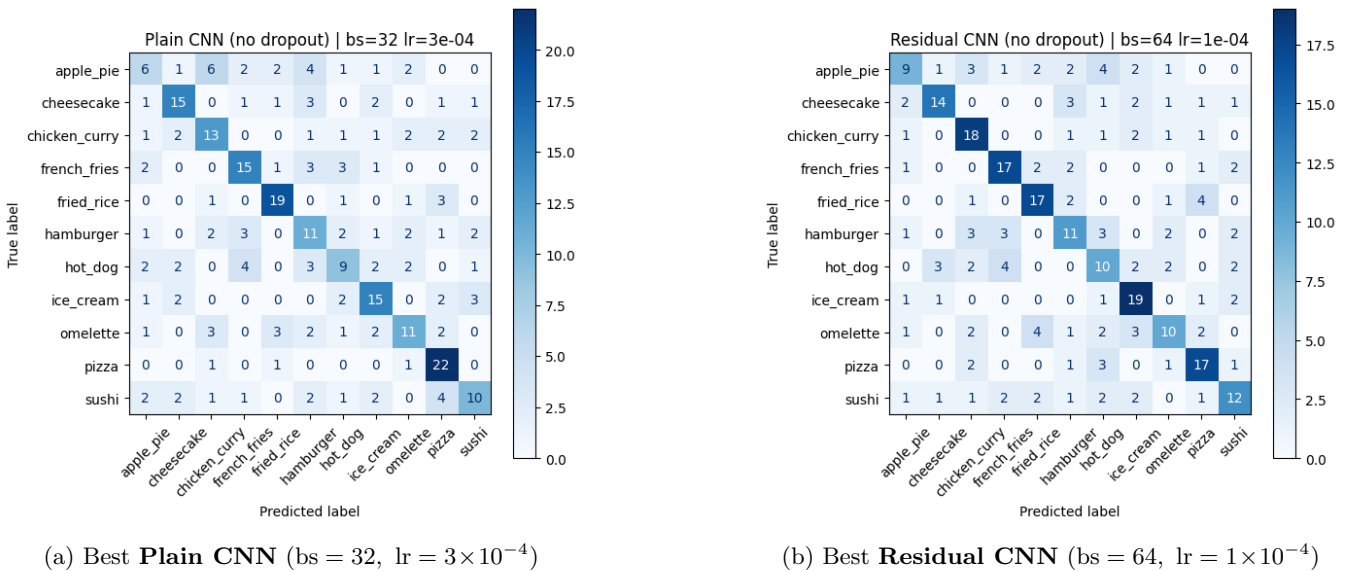 Plain CNN (no dropout) | bs=32 lr=3e-04
True label
apple_pie 6 1 6 2 2 4 1 1 2 0 0
cheesecake 1 15 0 1 1 3 0 2 0 1 1
chicken_curry 1 2 13 0 0 1 1 1 2 2 2
french_fries 2 0 0 15 1 3 3 1 0 0 0
fried_rice 0 0 1 0 19 0 1 0 1 3 0
hamburger 1 0 2 3 0 11 2 1 2 1 2
hot_dog 2 2 0 4 0 3 9 2 2 0 1
ice_cream 1 2 0 0 0 0 2 15 0 2 3
omelette 1 0 3 0 3 2 1 2 11 2 0
pizza 0 0 1 0 1 0 0 0 1 22 0
sushi 2 2 1 1 0 2 1 2 0 4 10
apple_pie cheesecake chicken_curry french_fries fried_rice hamburger hot_dog ice_cream omelette pizza sushi
Predicted label
20.0
17.5
15.0
12.5
10.0
7.5
5.0
2.5
0.0
(a) Best Plain CNN (bs = 32, lr = 3×10⁻⁴)
Residual CNN (no dropout) | bs=64 lr=1e-04
True label
apple_pie 9 1 3 1 2 2 4 2 1 0 0
cheesecake 2 14 0 0 0 3 1 2 1 1 1
chicken_curry 1 0 18 0 0 1 1 2 1 1 0
french_fries 1 0 0 17 2 2 0 0 0 1 2
fried_rice 0 0 1 0 17 2 0 0 1 4 0
hamburger 1 0 3 3 0 11 3 0 2 0 2
hot_dog 0 3 2 4 0 0 10 2 2 0 2
ice_cream 1 1 0 0 0 0 1 19 0 1 2
omelette 1 0 2 0 4 1 2 3 10 2 0
pizza 0 0 2 0 0 1 3 0 1 17 1
sushi 1 1 1 2 2 1 2 2 0 1 12
apple_pie cheesecake chicken_curry french_fries fried_rice hamburger hot_dog ice_cream omelette pizza sushi
Predicted label
17.5
15.0
12.5
10.0
7.5
5.0
2.5
0.0
(b) Best Residual CNN (bs = 64, lr = 1×10⁻⁴)